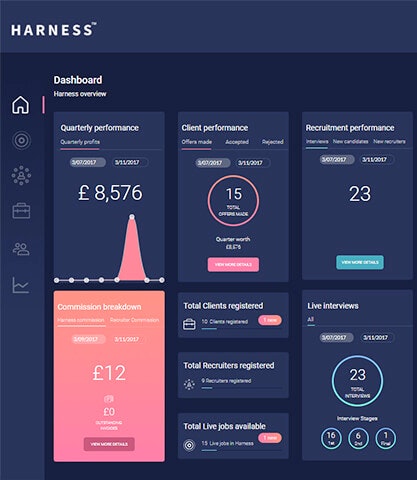 HARNESS™
Dashboard
Harness overview
Quarterly performance
Quarterly profits
3/07/2017 3/11/2017
£ 8,576
Client performance
Offers made Accepted Rejected
3/07/2017 3/11/2017
15
TOTAL
OFFERS MADE
Quarter worth
£8,576
VIEW MORE DETAILS
Recruitment performance
Interviews New candidates New recruiters
3/07/2017 3/11/2017
23
VIEW MORE DETAILS
Commission breakdown
Harness commission Recruiter Commission
3/09/2017 3/11/2017
£12
£0
OUTSTANDING
INVOICES
VIEW MORE DETAILS
Total Clients registered
10 Clients registered
1 new
Total Recruiters registered
9 Recruiters registered
Total Live jobs available
15 Live jobs in Harness
1 new
Live interviews
All
3/07/2017 3/11/2017
23
TOTAL
INTERVIEWS
Interview Stages
16 6 1
1st 2nd Final